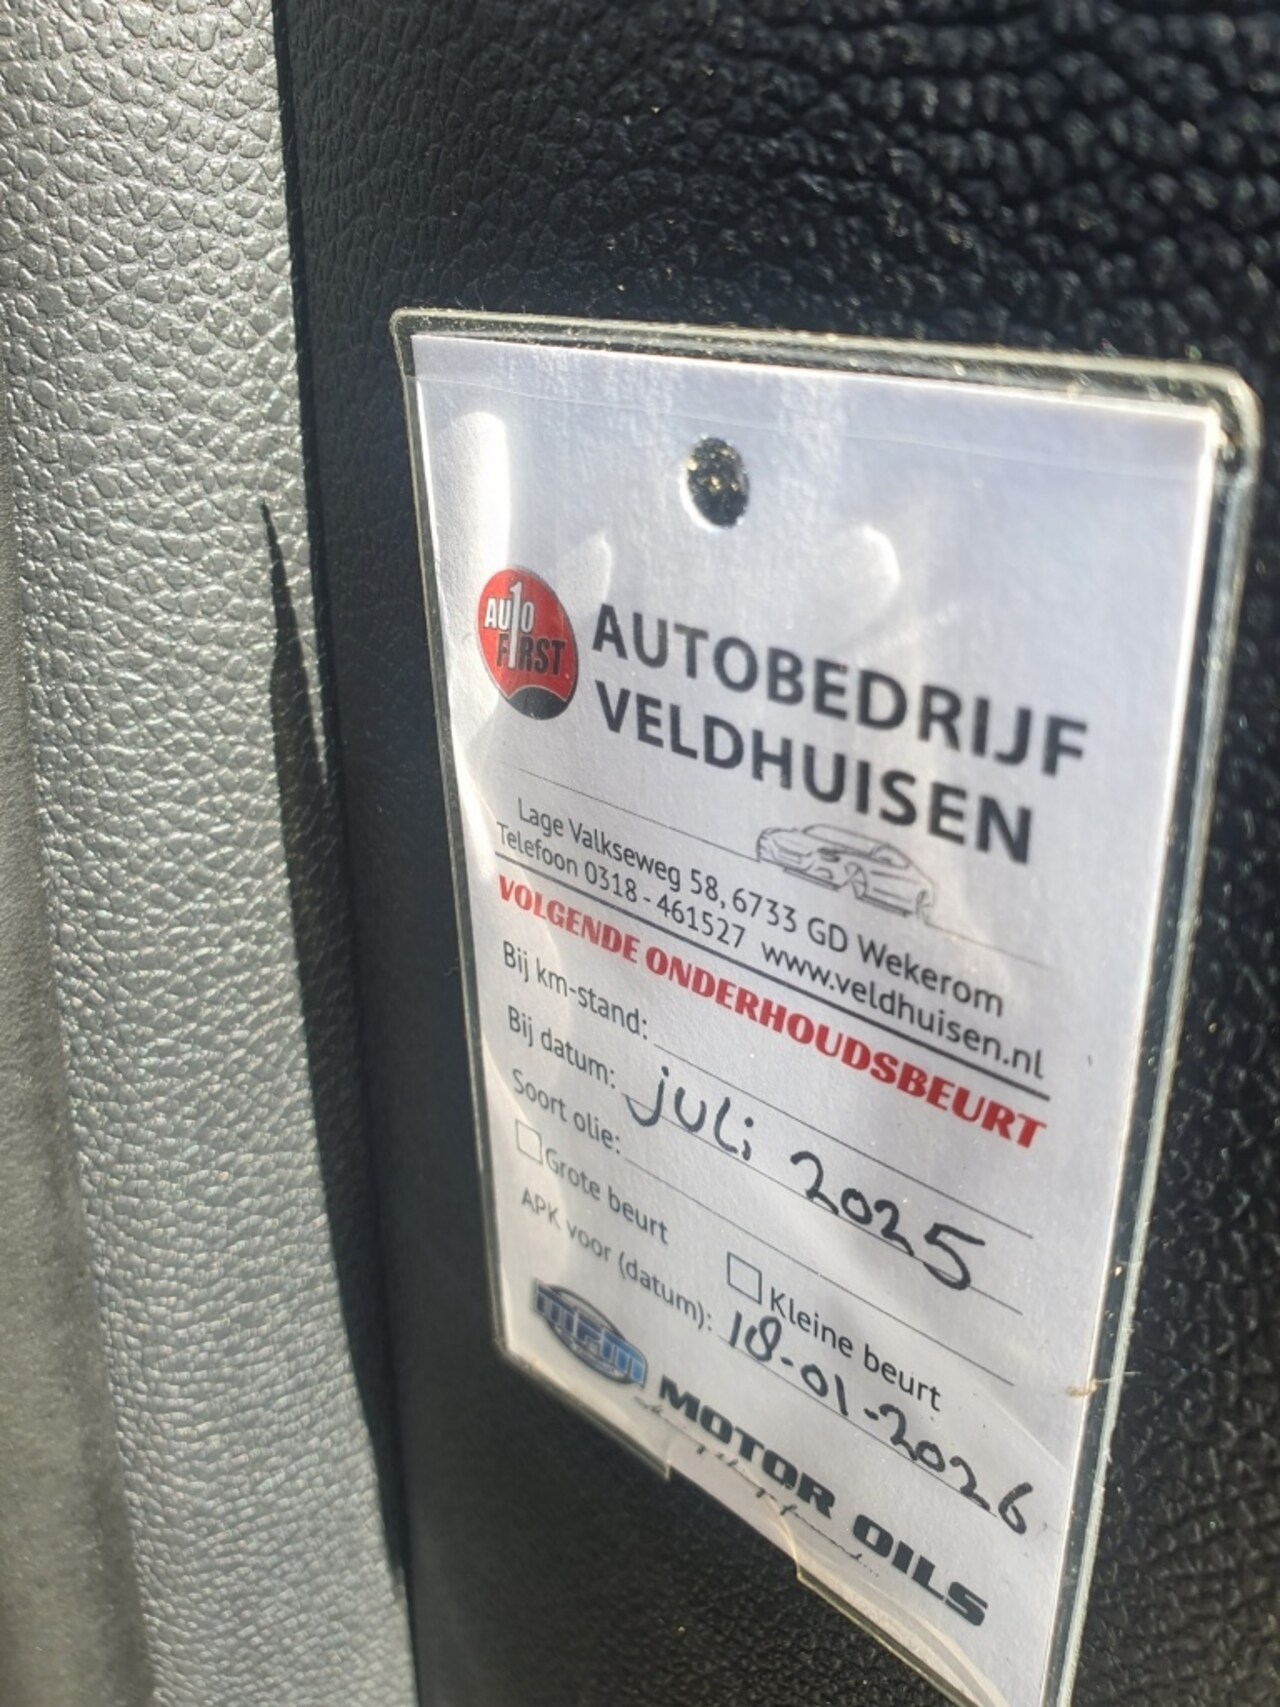 AUTO
FIRST
AUTOBEDRIJF
VELDHUISEN
Lage Valkseweg 58, 6733 GD Wekerom
Telefoon 0318 - 461527 www.veldhuisen.nl
VOLGENDE ONDERHOUDSBEURT
Bij km-stand:
Bij datum: juli 2025
Soort olie:
Grote beurt Kleine beurt
APK voor (datum): 18-01-2026
MPM
MOTOR OILS